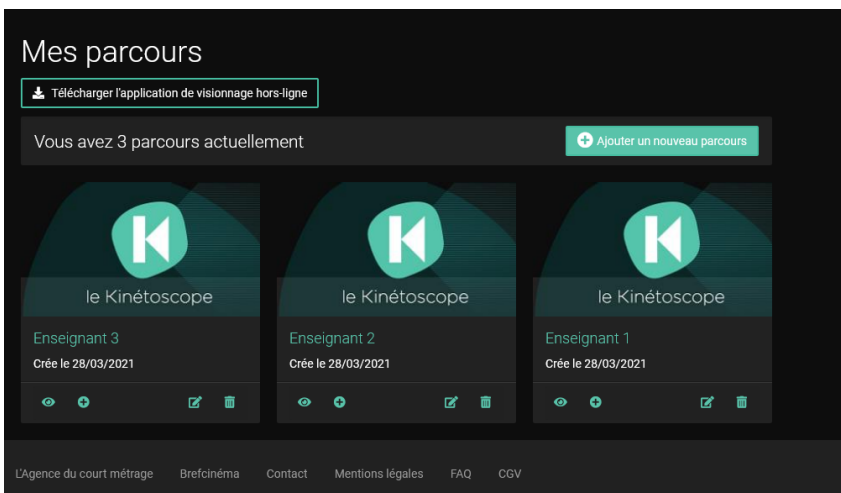 Mes parcours
Télécharger l'application de visionnage hors-ligne
Vous avez 3 parcours actuellement
Ajouter un nouveau parcours
K K K
le Kinétoscope le Kinétoscope le Kinétoscope
Enseignant 3 Enseignant 2 Enseignant 1
Crée le 28/03/2021 Crée le 28/03/2021 Crée le 28/03/2021
L'Agence du court métrage Brefcinéma Contact Mentions légales FAQ CGV